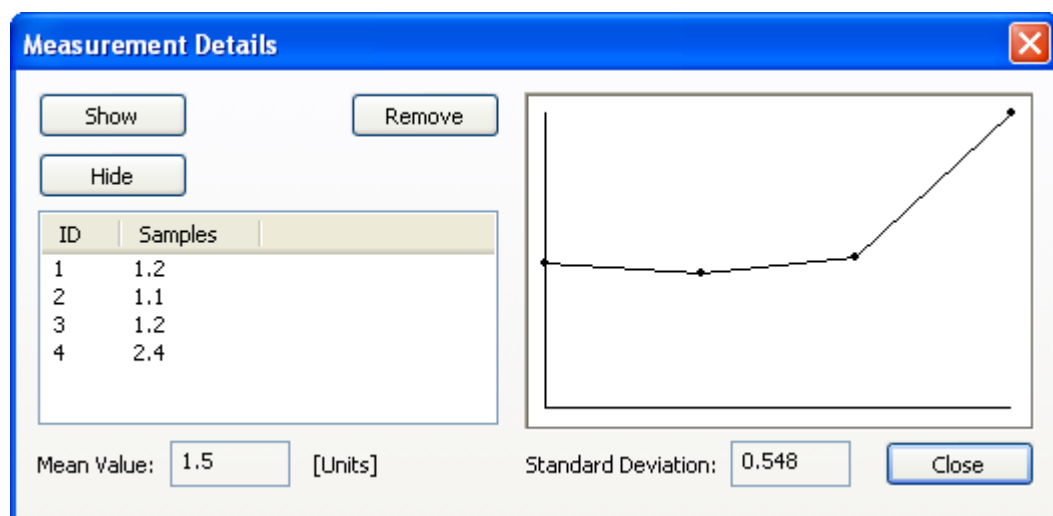 Measurement Details
Show
Remove
Hide
ID Samples
1 1.2
2 1.1
3 1.2
4 2.4
Mean Value: 1.5 [Units]
Standard Deviation: 0.548
Close